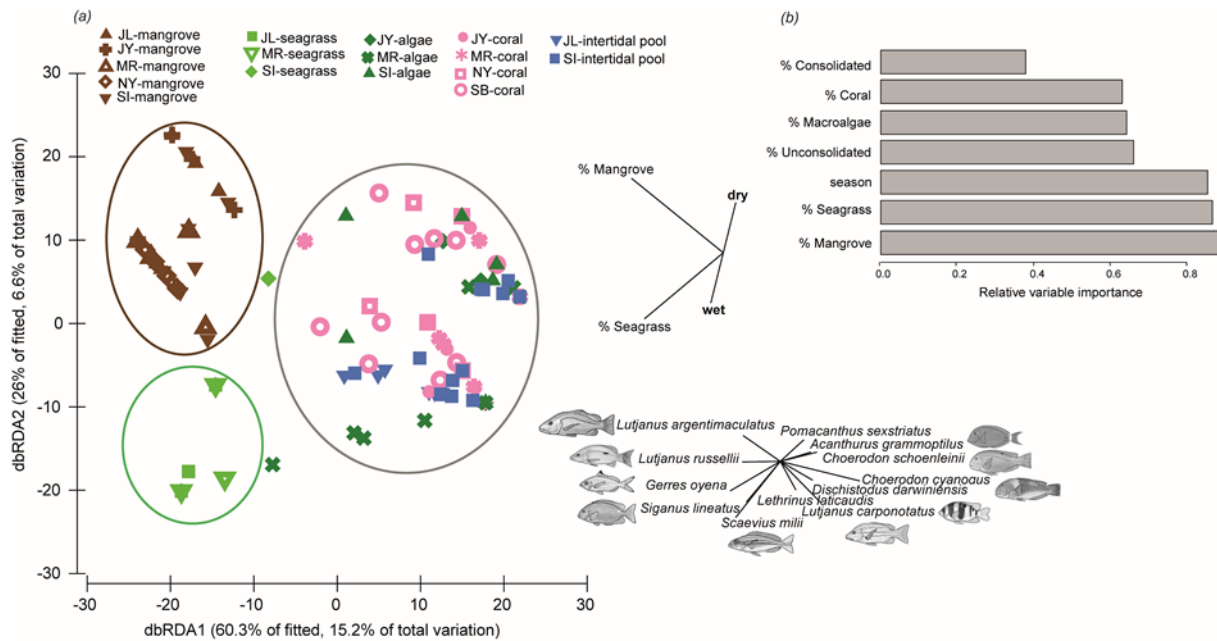 (a)
JL-mangrove
JY-mangrove
MR-mangrove
NY-mangrove
SI-mangrove
JL-seagrass
MR-seagrass
SI-seagrass
JY-algae
MR-algae
SI-algae
JY-coral
MR-coral
NY-coral
SB-coral
JL-intertidal pool
SI-intertidal pool
dbRDA2 (26% of fitted, 6.6% of total variation)
30
20
10
0
-10
-20
-30
-30
-20
-10
0
10
20
30
dbRDA1 (60.3% of fitted, 15.2% of total variation)
% Mangrove
dry
% Seagrass
wet
Lutjanus argentimaculatus
Lutjanus russellii
Gerres oyena
Siganus lineatus
Scaevius milii
Pomacanthus sexstriatus
Acanthurus grammoptilus
Choerodon schoenleinii
Choerodon cyanodus
Dischistodus darwiniensis
Lethrinus laticaudis
Lutjanus carponotatus
(b)
% Consolidated
% Coral
% Macroalgae
% Unconsolidated
season
% Seagrass
% Mangrove
0.0
0.2
0.4
0.6
0.8
Relative variable importance